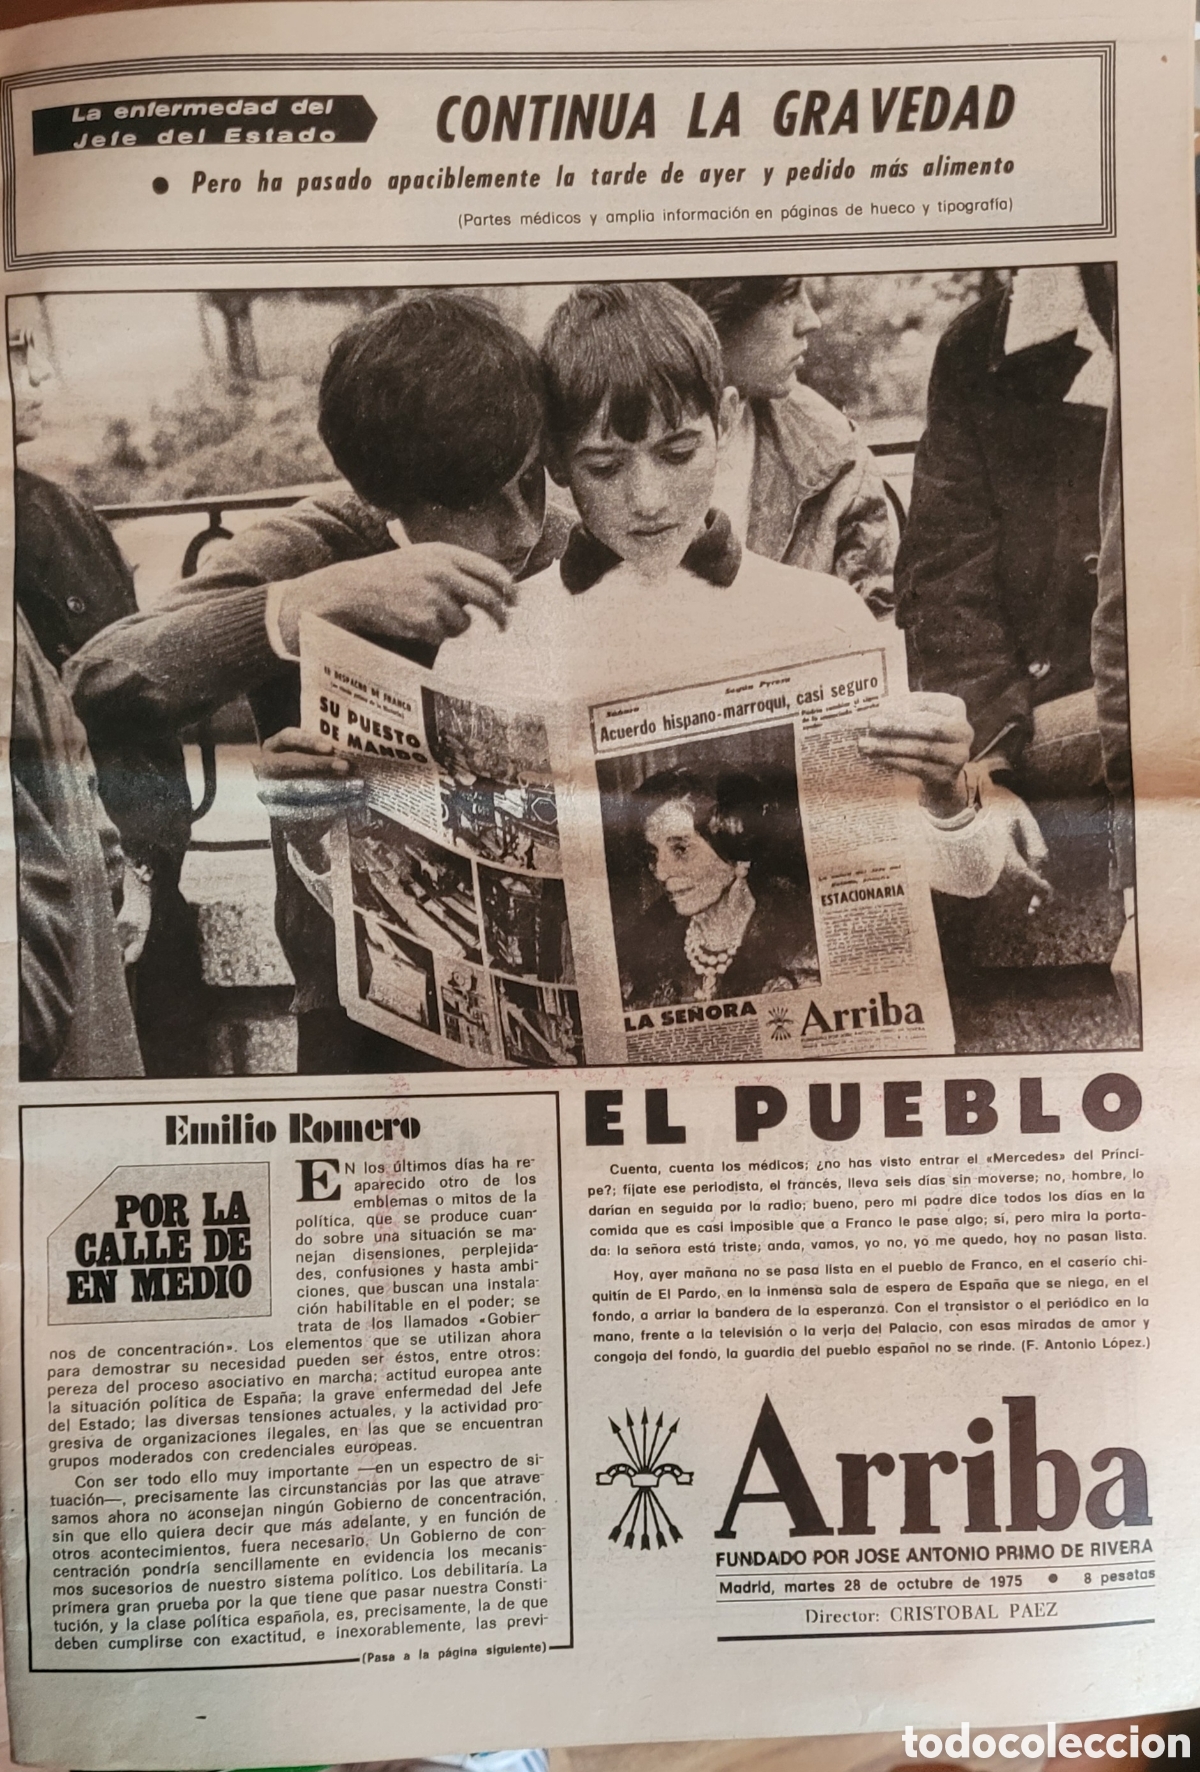 La enfermedad del
Jefe del Estado
CONTINUA LA GRAVEDAD
● Pero ha pasado apaciblemente la tarde de ayer y pedido más alimento
(Partes médicos y amplia información en páginas de hueco y tipografía)
DESPACHO DE FRANCO
SU PUESTO
DE MANDO
Según Pyresa
Acuerdo hispano-marroquí, casi seguro
ESTACIONARIA
LA SEÑORA
Arriba
EL PUEBLO
Cuenta, cuenta los médicos; ¿no has visto entrar el «Mercedes» del Prínci-
pe?; fíjate ese periodista, el francés, lleva seis días sin moverse; no, hombre, lo
darían en seguida por la radio; bueno, pero mi padre dice todos los días en la
comida que es casi imposible que a Franco le pase algo; sí, pero mira la porta-
da: la señora está triste; anda, vamos, yo no, yo me quedo, hoy no pasan lista.
Hoy, ayer mañana no se pasa lista en el pueblo de Franco, en el caserío chi-
quitín de El Pardo, en la inmensa sala de espera de España que se niega, en el
fondo, a arriar la bandera de la esperanza. Con el transistor o el periódico en la
mano, frente a la televisión o la verja del Palacio, con esas miradas de amor y
congoja del fondo, la guardia del pueblo español no se rinde. (F. Antonio López.)
Emilio Romero
POR LA
CALLE DE
EN MEDIO
EN los últimos días ha re-
aparecido otro de los
emblemas o mitos de la
política, que se produce cuan-
do sobre una situación se ma-
nejan disensiones, perplejida-
des, confusiones y hasta ambi-
ciones, que buscan una instala-
ción habilitable en el poder; se
trata de los llamados «Gobier-
nos de concentración». Los elementos que se utilizan ahora
para demostrar su necesidad pueden ser éstos, entre otros:
pereza del proceso asociativo en marcha; actitud europea ante
la situación política de España; la grave enfermedad del Jefe
del Estado; las diversas tensiones actuales, y la actividad pro-
gresiva de organizaciones ilegales, en las que se encuentran
grupos moderados con credenciales europeas.
Con ser todo ello muy importante —en un espectro de si-
tuación—, precisamente las circunstancias por las que atrave-
samos ahora no aconsejan ningún Gobierno de concentración,
sin que ello quiera decir que más adelante, y en función de
otros acontecimientos, fuera necesario. Un Gobierno de con-
centración pondría sencillamente en evidencia los mecanis-
mos sucesorios de nuestro sistema político. Los debilitaría. La
primera gran prueba por la que tiene que pasar nuestra Consti-
tución, y la clase política española, es, precisamente, la de que
deben cumplirse con exactitud, e inexorablemente, las previ-
(Pasa a la página siguiente)
Arriba
FUNDADO POR JOSE ANTONIO PRIMO DE RIVERA
Madrid, martes 28 de octubre de 1975 ● 8 pesetas
Director: CRISTOBAL PAEZ
todocoleccion